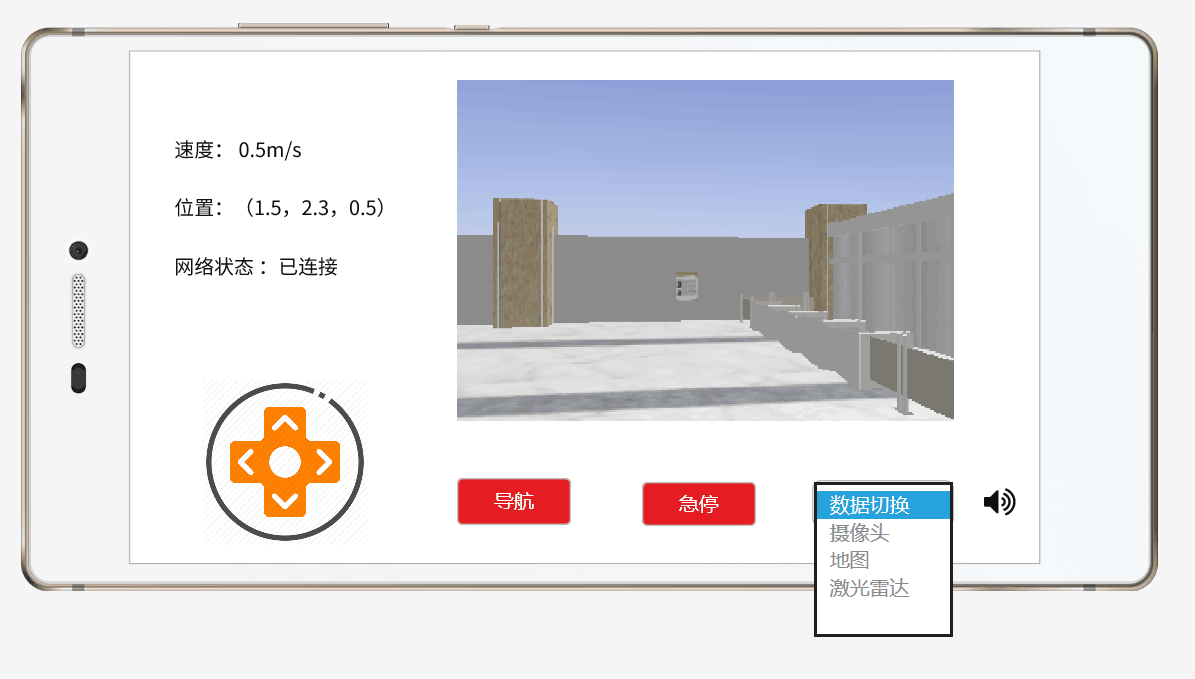 速度： 0.5m/s
位置：（1.5，2.3，0.5）
网络状态 ：已连接
导航
急停
数据切换
摄像头
地图
激光雷达